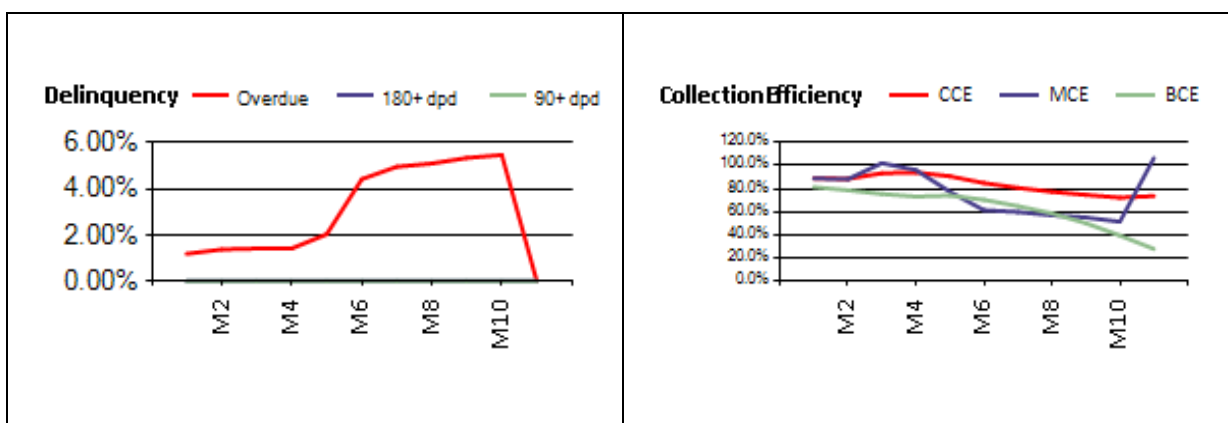 Delinquency Overdue 180+ dpd 90+ dpd
6.00%
4.00%
2.00%
0.00%
M2 M4 M6 M8 M10
CollectionEfficiency CCE MCE BCE
120.0%
100.0%
80.0%
60.0%
40.0%
20.0%
0.0%
M2 M4 M6 M8 M10